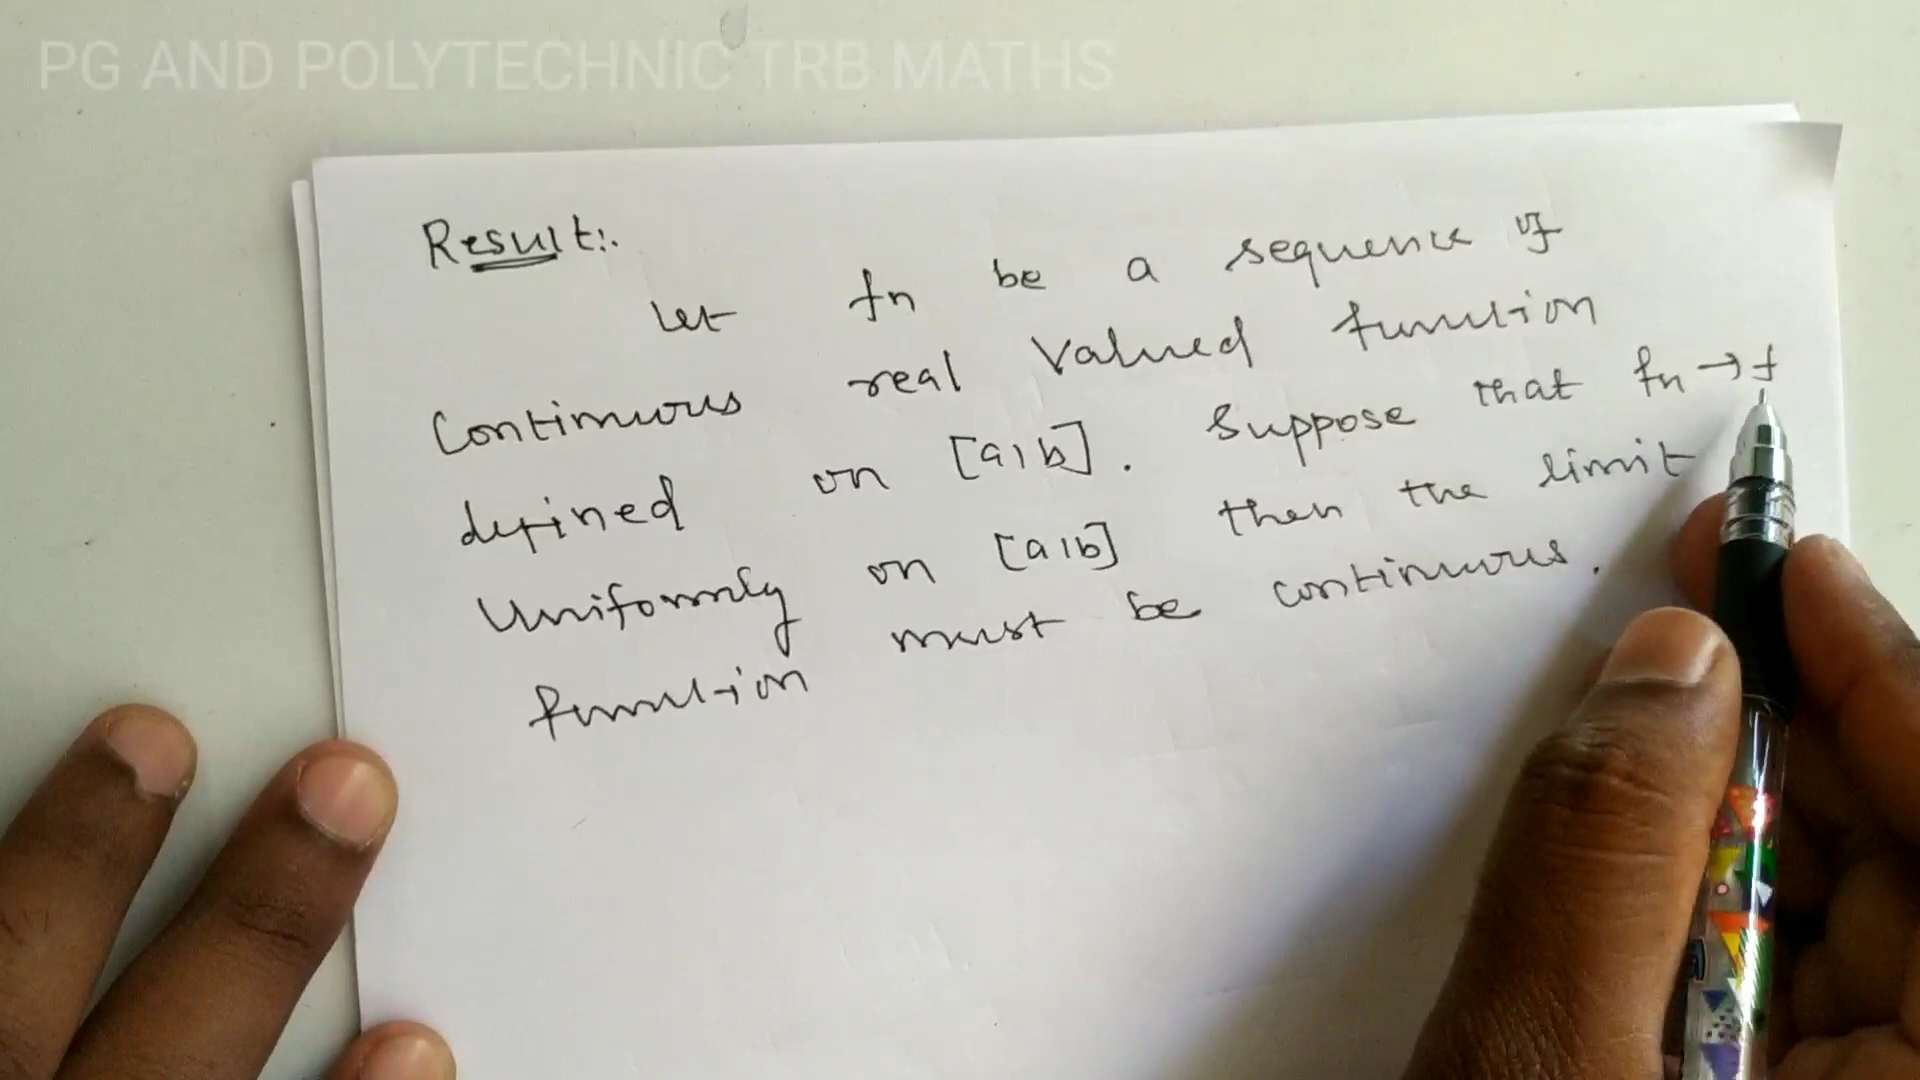 PG AND POLYTECHNIC TRB MATHS
Result:.
Let fn be a sequence of
Continuous real valued function
defined on [a,b]. Suppose that fn → f
Uniformly on [a,b] then the limit
function must be continuous.